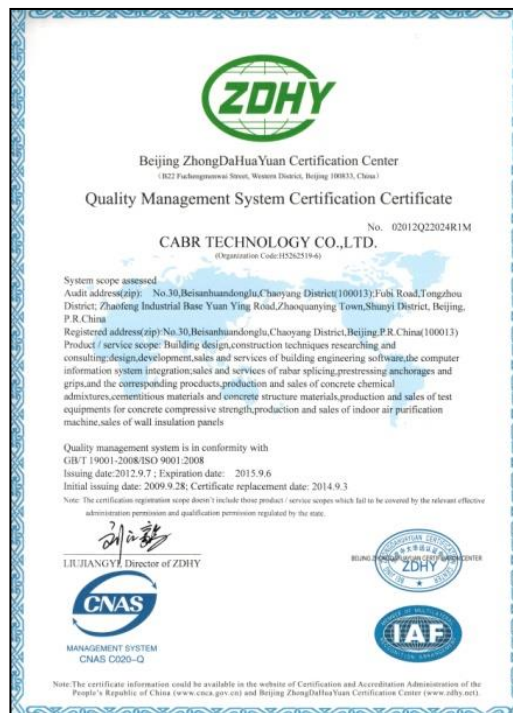 ZDHY
Beijing ZhongDaHuaYuan Certification Center
(B22 Fuchengmenwai Street, Western District, Beijing 100833, China)
Quality Management System Certification Certificate
No. 02012Q22024R1M
CABR TECHNOLOGY CO.,LTD.
(Organization Code:H5262519-6)
System scope assessed
Audit address(zip): No.30,Beisanhuandonglu,Chaoyang District(100013);Fubi Road,Tongzhou
District; Zhaofeng Industrial Base Yuan Ying Road,Zhaoquanying Town,Shunyi District, Beijing,
P.R.China
Registered address(zip):No.30,Beisanhuandonglu,Chaoyang District,Beijing,P.R.China(100013)
Product / service scope: Building design,construction techniques researching and
consulting;design,development,sales and services of building engineering software,the computer
information system integration;sales and services of rabar splicing,prestressing anchorages and
grips,and the corresponding procducts,production and sales of concrete chemical
admixtures,cementitious materials and concrete structure materials,production and sales of test
equipments for concrete compressive strength,production and sales of indoor air purification
machine,sales of wall insulation panels
Quality management system is in conformity with
GB/T 19001-2008/ISO 9001:2008
Issuing date:2012.9.7 ; Expiration date: 2015.9.6
Initial issuing date: 2009.9.28; Certificate replacement date: 2014.9.3
Note: The certification registration scope doesn't include those product / service scopes which fail to be covered by the relevant effective
administration permission and qualification permission regulated by the state.
LIUJIANGYI, Director of ZDHY
BEIJING ZHONGDAHUAYUAN CERTIFICATION CENTER
ZDHY
CNAS
MANAGEMENT SYSTEM
CNAS C020-Q
IAF
Note:The certificate information could be available in the website of Certification and Accreditation Administration of the
People's Republic of China (www.cnca.gov.cn) and Beijing ZhongDaHuaYuan Certification Center (www.zdhy.net).